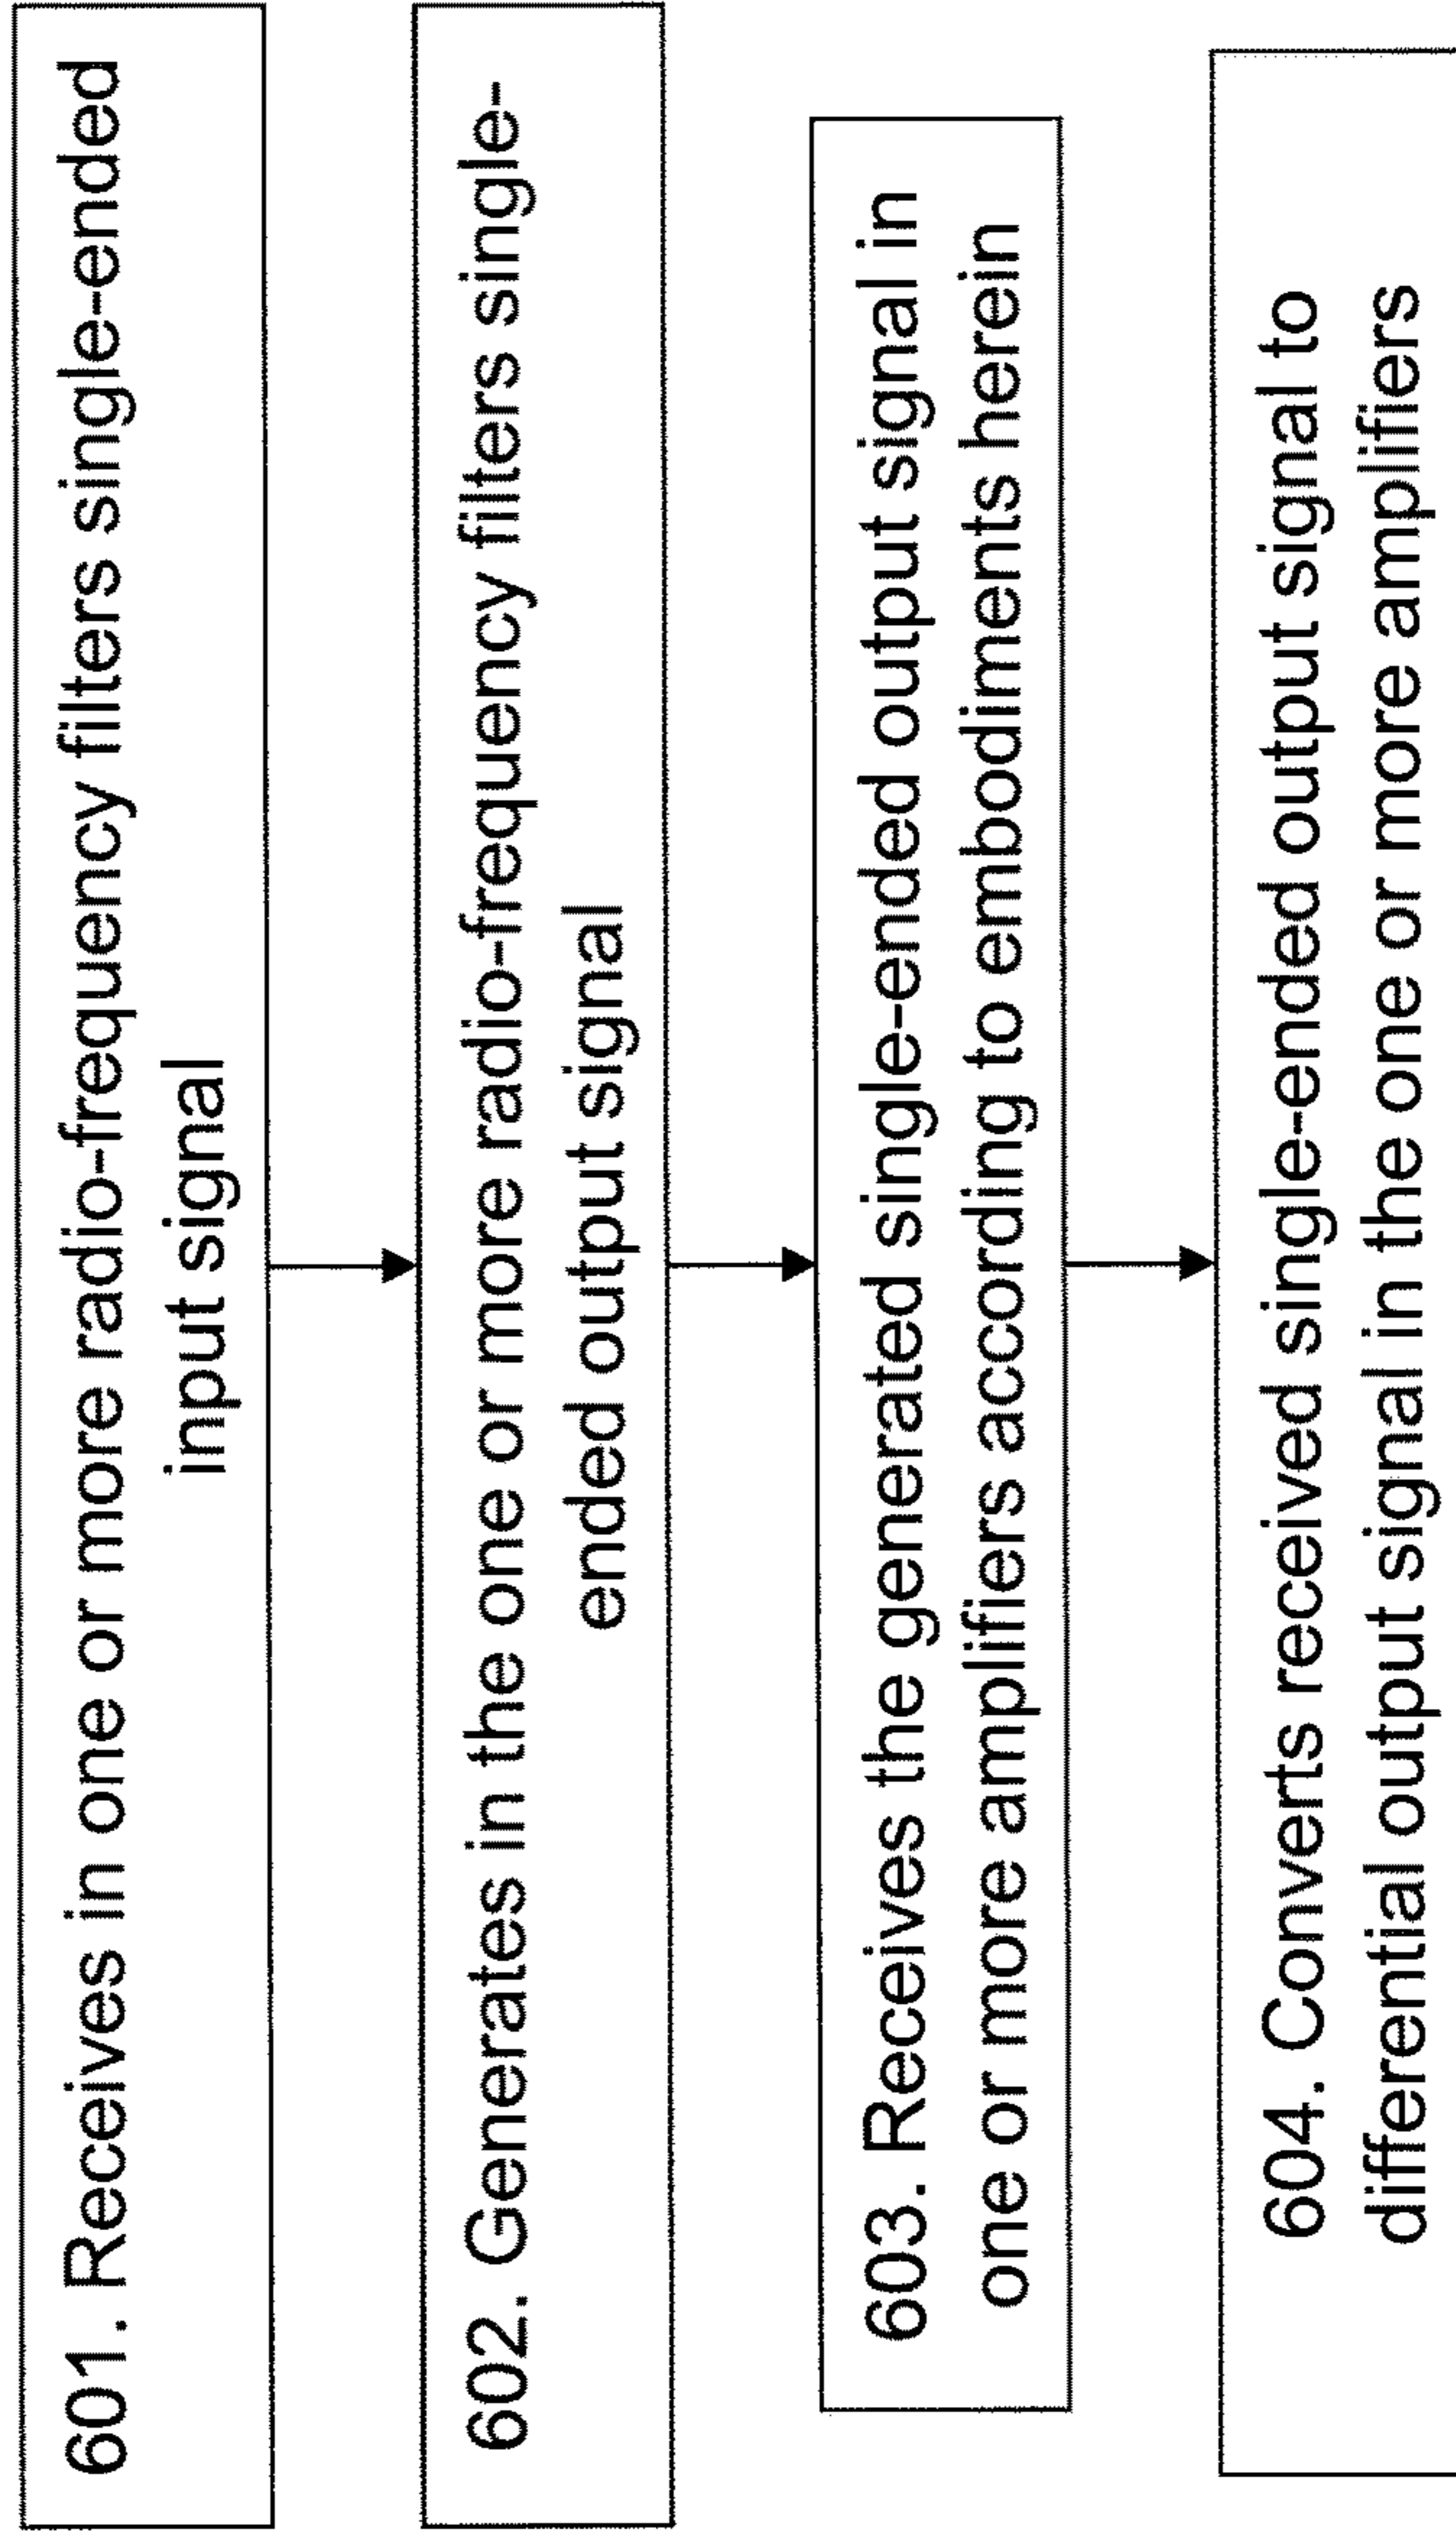 601. Receives in one or more radio-frequency filters single-ended
input signal
602. Generates in the one or more radio-frequency filters single-
ended output signal
603. Receives the generated single-ended output signal in
one or more amplifiers according to embodiments herein
604. Converts received single-ended output signal to
differential output signal in the one or more amplifiers